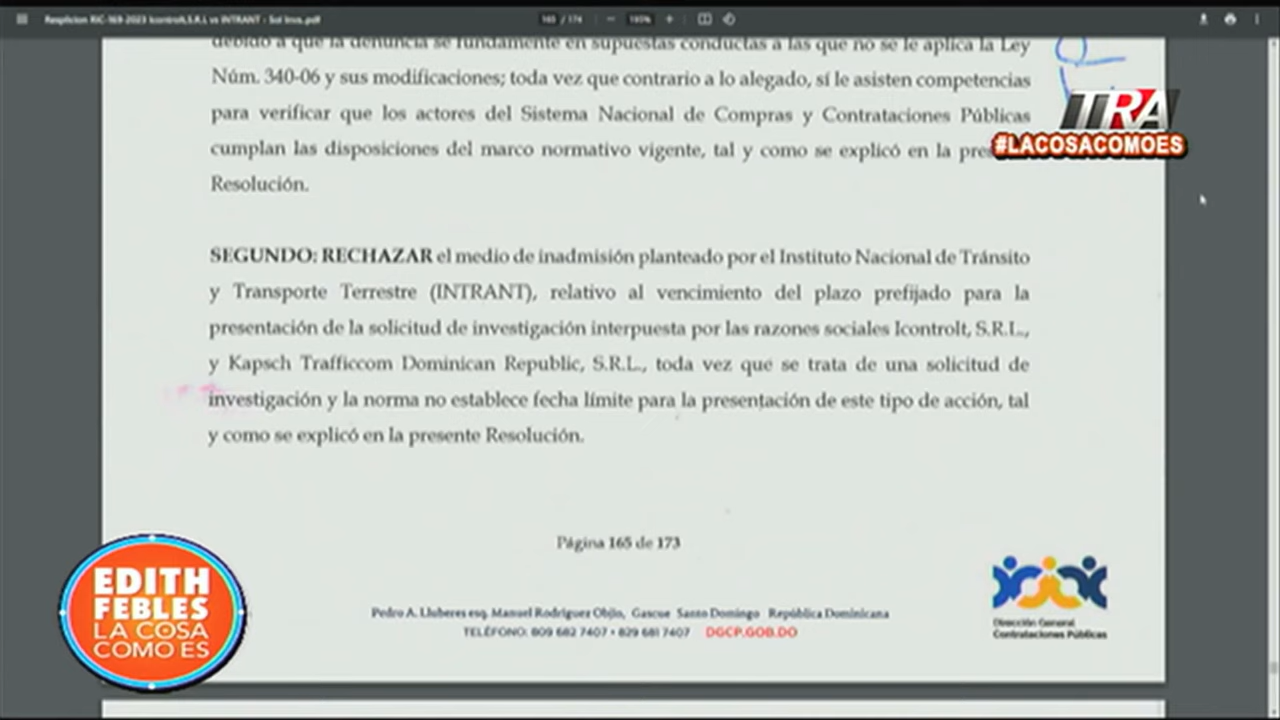 165 / 174
debido a que la denuncia se fundamente en supuestas conductas a las que no se le aplica la Ley
Núm. 340-06 y sus modificaciones; toda vez que contrario a lo alegado, sí le asisten competencias
para verificar que los actores del Sistema Nacional de Compras y Contrataciones Públicas
cumplan las disposiciones del marco normativo vigente, tal y como se explicó en la
Resolución.
TRA
#LACOSACOMOES
SEGUNDO: RECHAZAR el medio de inadmisión planteado por el Instituto Nacional de Tránsito
y Transporte Terrestre (INTRANT), relativo al vencimiento del plazo prefijado para la
presentación de la solicitud de investigación interpuesta por las razones sociales Icontrolt, S.R.L.,
y Kapsch Trafficcom Dominican Republic, S.R.L., toda vez que se trata de una solicitud de
investigación y la norma no establece fecha límite para la presentación de este tipo de acción, tal
y como se explicó en la presente Resolución.
Página 165 de 173
Pedro A. Lluberes esq. Manuel Rodríguez Objío, Gascue Santo Domingo República Dominicana
TELÉFONO: 809 682 7407 • 829 681 7407 DGCP.GOB.DO
Dirección General
Contrataciones Públicas
EDITH
FEBLES
LA COSA
COMO ES